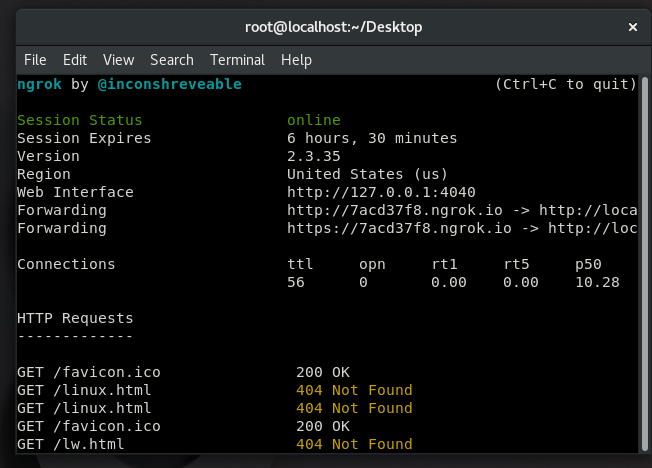 root@localhost:~/Desktop ×
File Edit View Search Terminal Help
ngrok by @inconshreveable (Ctrl+C to quit)
Session Status online
Session Expires 6 hours, 30 minutes
Version 2.3.35
Region United States (us)
Web Interface http://127.0.0.1:4040
Forwarding http://7acd37f8.ngrok.io -> http://loca
Forwarding https://7acd37f8.ngrok.io -> http://loc
Connections ttl opn rt1 rt5 p50
56 0 0.00 0.00 10.28
HTTP Requests
-------------
GET /favicon.ico 200 OK
GET /linux.html 404 Not Found
GET /linux.html 404 Not Found
GET /favicon.ico 200 OK
GET /lw.html 404 Not Found